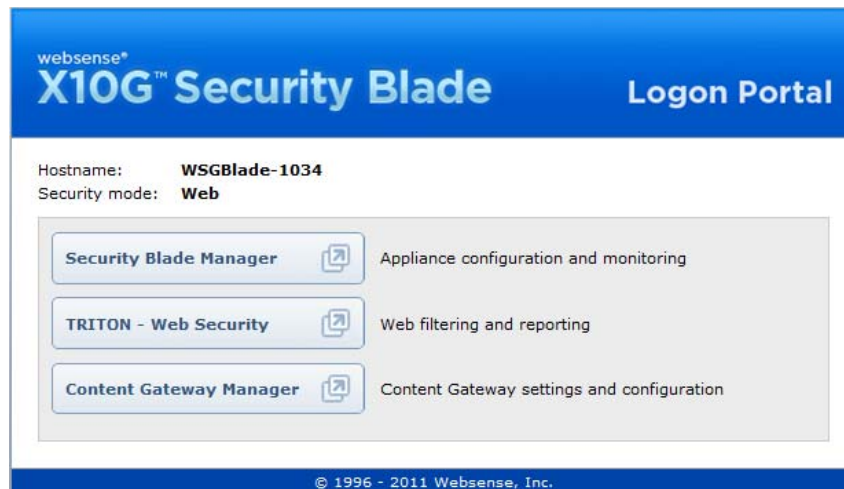 websense®
X10G™ Security Blade
Logon Portal
Hostname: WSGBlade-1034
Security mode: Web
Security Blade Manager
Appliance configuration and monitoring
TRITON - Web Security
Web filtering and reporting
Content Gateway Manager
Content Gateway settings and configuration
© 1996 - 2011 Websense, Inc.